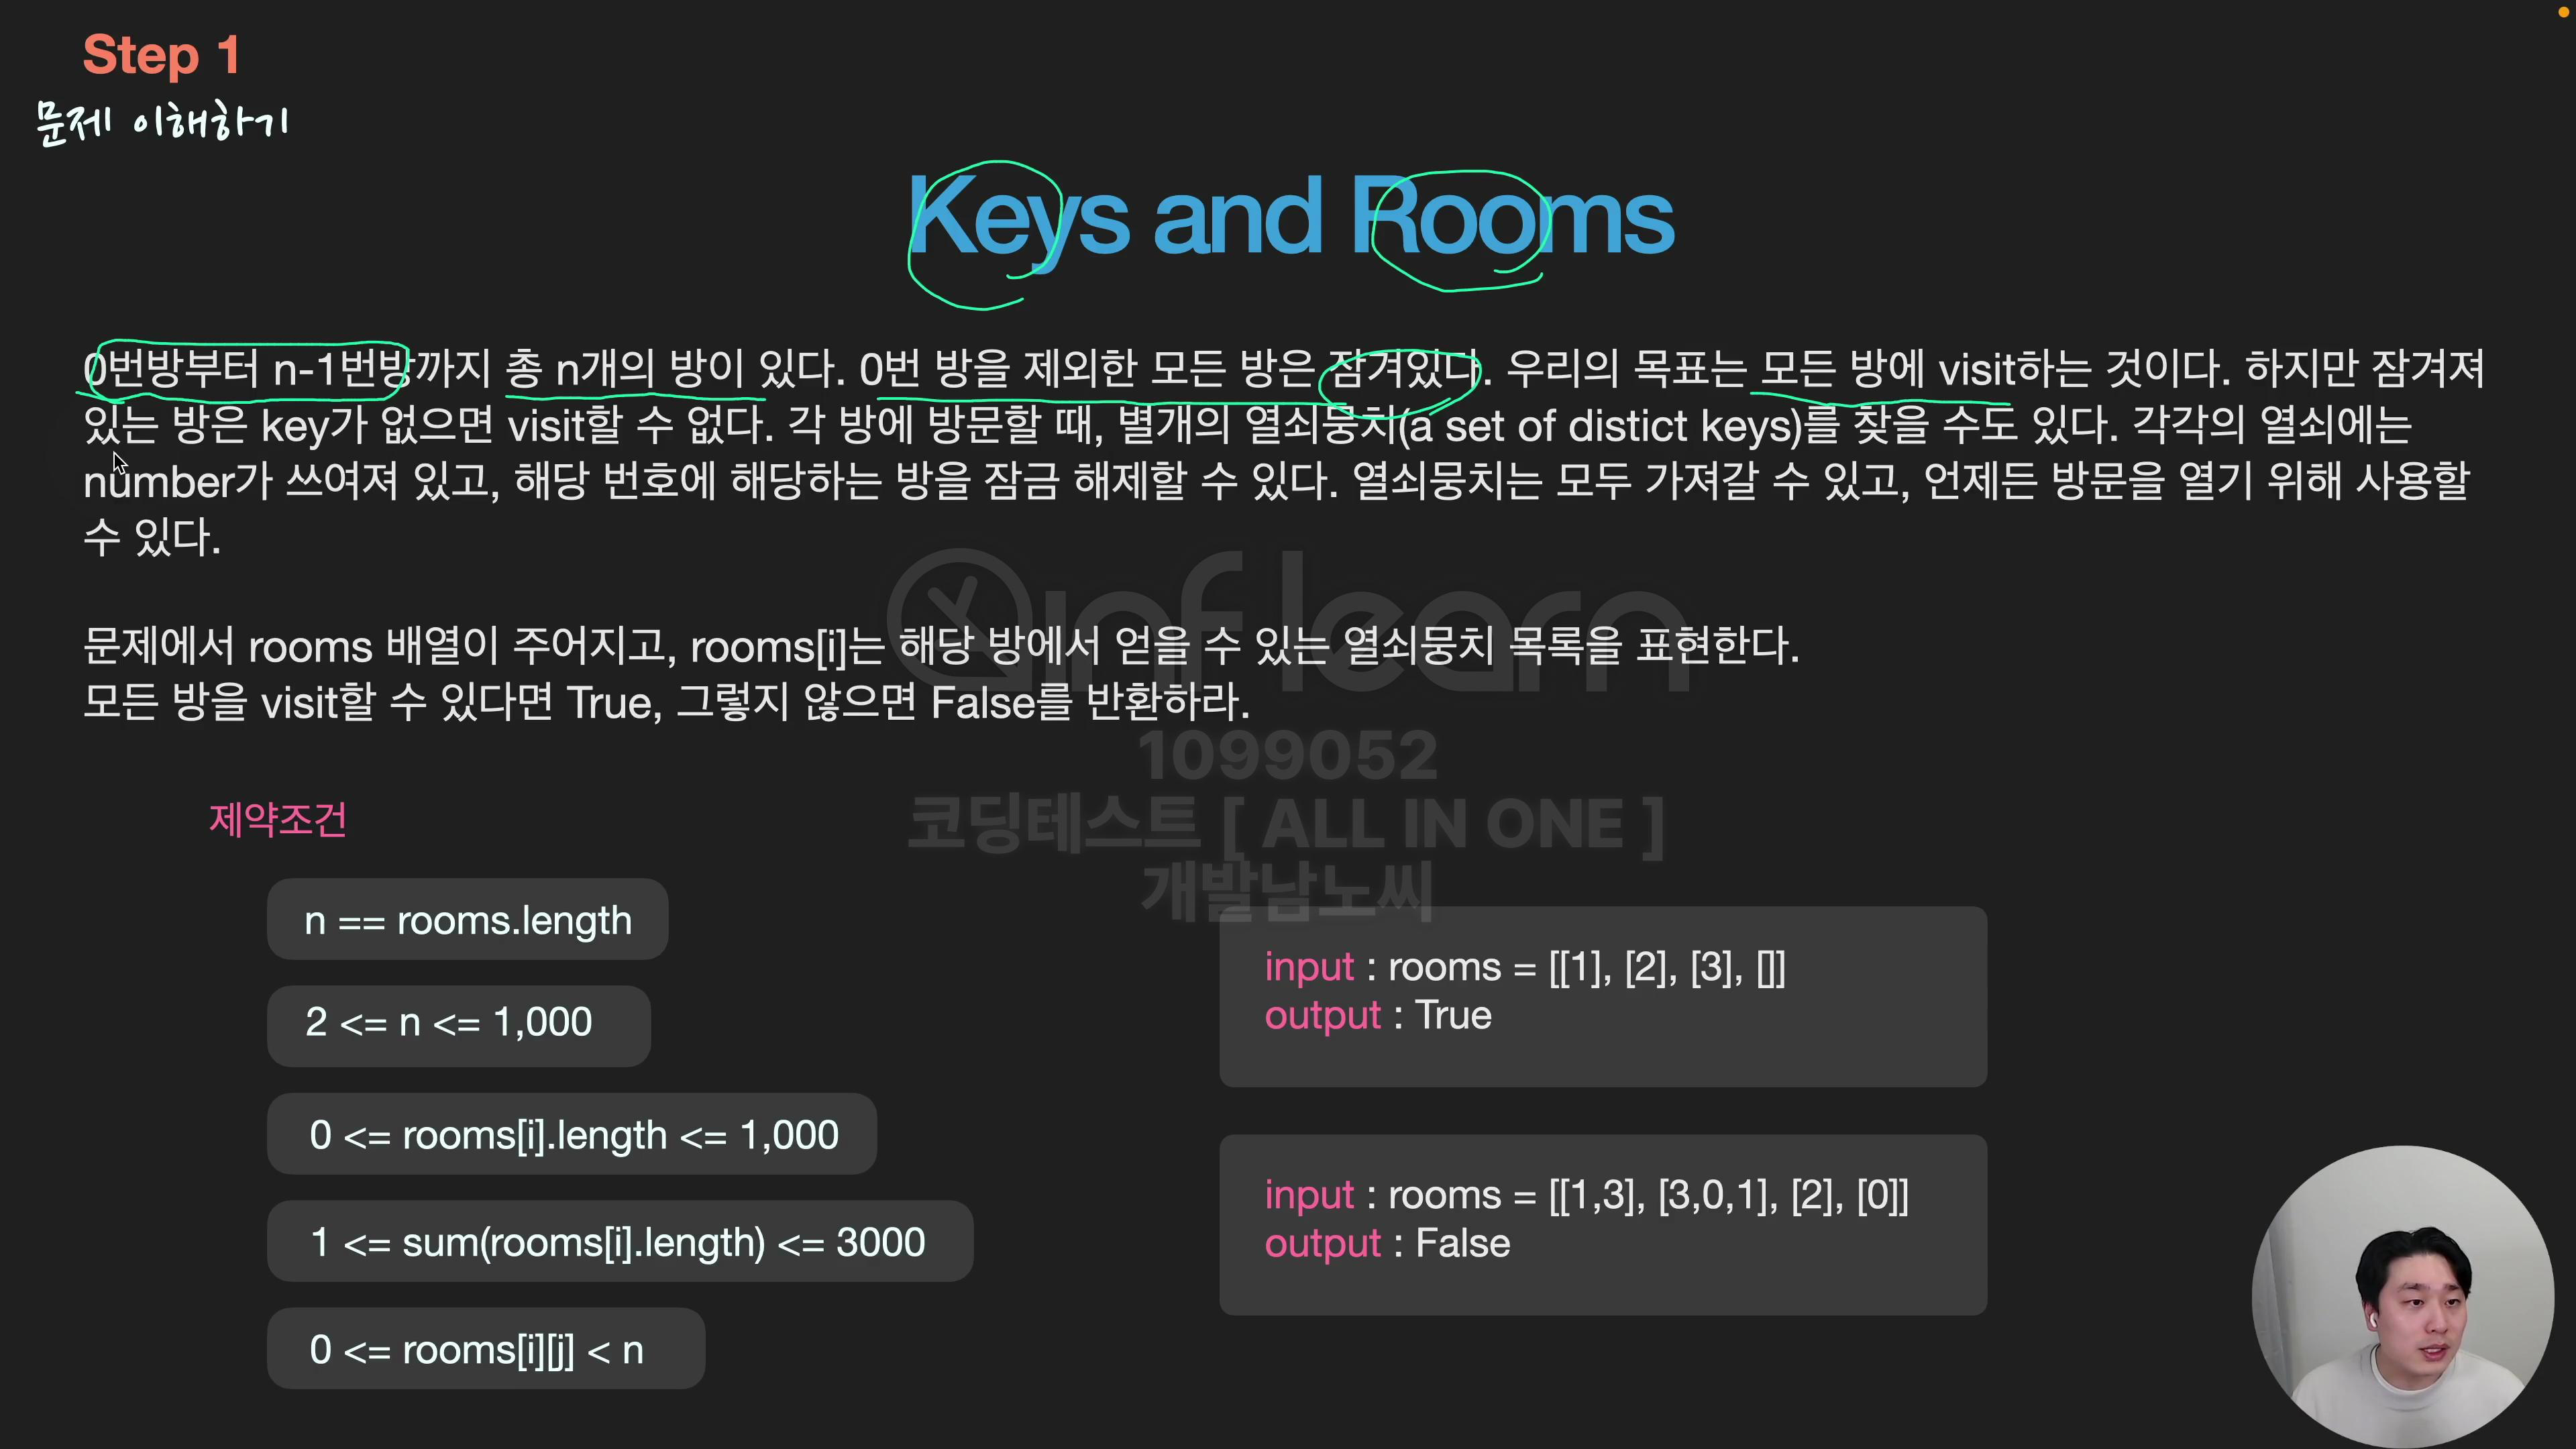 Step 1
문제 이해하기
Keys and Rooms
0번방부터 n-1번방까지 총 n개의 방이 있다. 0번 방을 제외한 모든 방은 잠겨있다. 우리의 목표는 모든 방에 visit하는 것이다. 하지만 잠겨져
있는 방은 key가 없으면 visit할 수 없다. 각 방에 방문할 때, 별개의 열쇠뭉치(a set of distict keys)를 찾을 수도 있다. 각각의 열쇠에는
number가 쓰여져 있고, 해당 번호에 해당하는 방을 잠금 해제할 수 있다. 열쇠뭉치는 모두 가져갈 수 있고, 언제든 방문을 열기 위해 사용할
수 있다.
문제에서 rooms 배열이 주어지고, rooms[i]는 해당 방에서 얻을 수 있는 열쇠뭉치 목록을 표현한다.
모든 방을 visit할 수 있다면 True, 그렇지 않으면 False를 반환하라.
inflearn
1099052
코딩테스트 [ ALL IN ONE ]
개발남노씨
제약조건
n == rooms.length
2 <= n <= 1,000
0 <= rooms[i].length <= 1,000
1 <= sum(rooms[i].length) <= 3000
0 <= rooms[i][j] < n
input : rooms = [[1], [2], [3], []]
output : True
input : rooms = [[1,3], [3,0,1], [2], [0]]
output : False